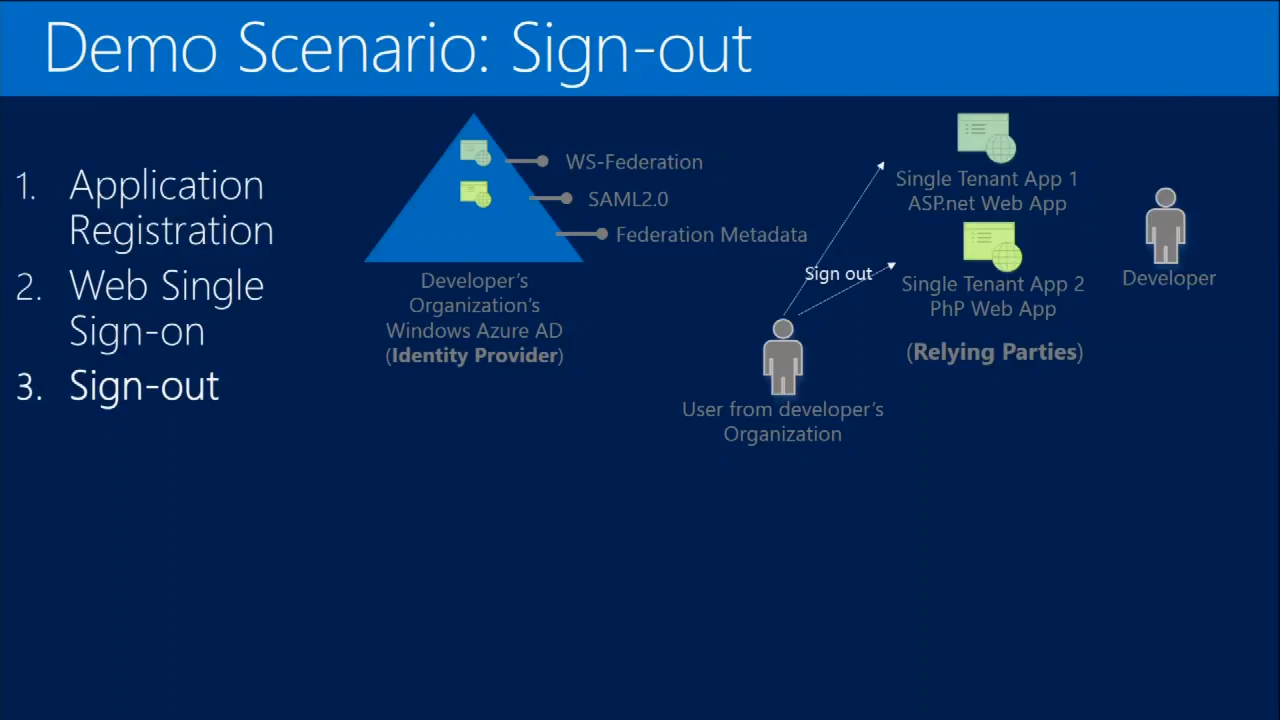 Demo Scenario: Sign-out
1. Application
Registration
2. Web Single
Sign-on
3. Sign-out
WS-Federation
SAML2.0
Federation Metadata
Developer's
Organization's
Windows Azure AD
(Identity Provider)
Sign out
User from developer's
Organization
Single Tenant App 1
ASP.net Web App
Single Tenant App 2
PhP Web App
(Relying Parties)
Developer